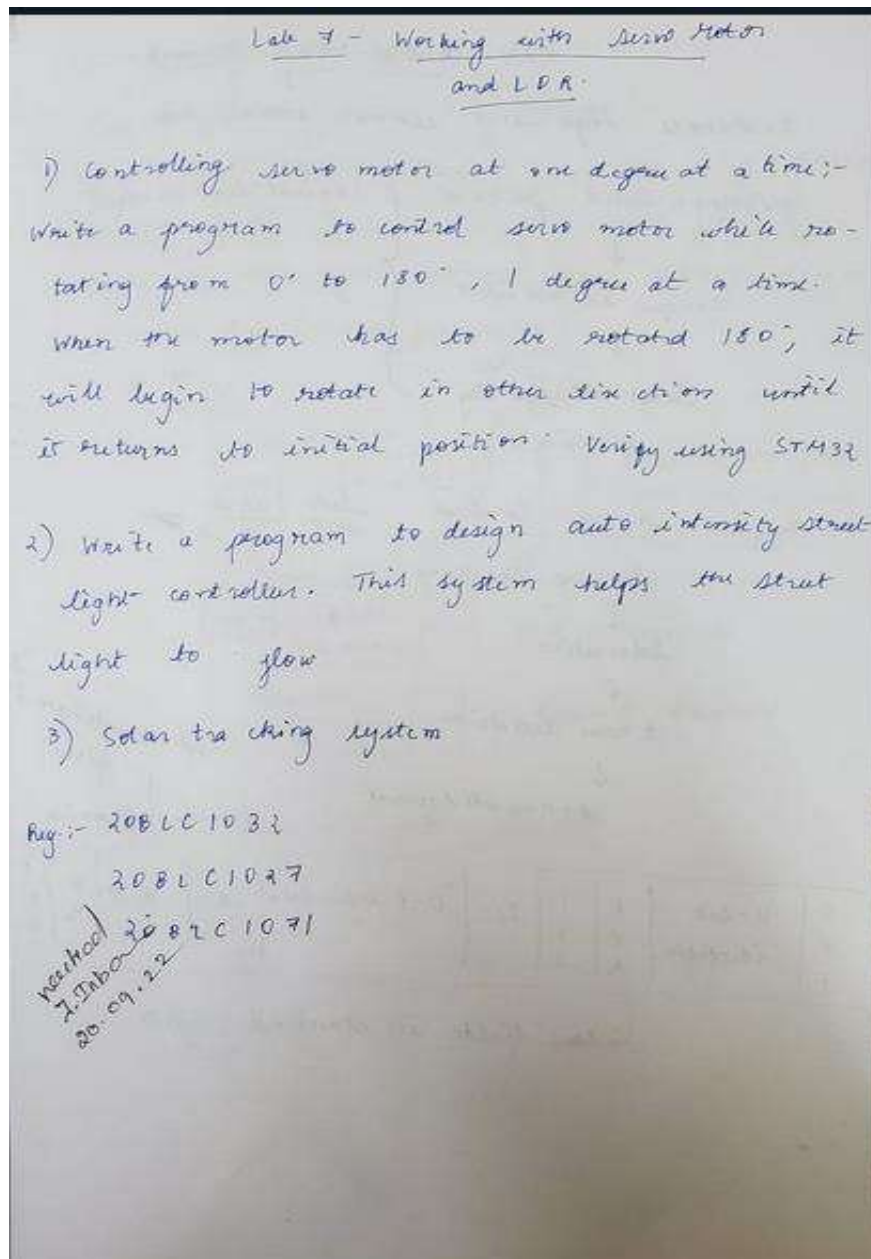 Lab 7 - Working with Servo Motor
and LDR.
1) Controlling servo motor at one degree at a time :-
Write a program to control servo motor while ro-
tating from 0° to 180°, 1 degree at a time.
When the motor has to be rotated 180°, it
will begin to rotate in other direction until
it returns to initial position. Verify using STM32
2) Write a program to design auto intensity street
light controller. This system helps the street
light to glow
3) Solar tracking system
Reg :- 20BLC1032
20BLC1027
20BLC1071
20.09.22